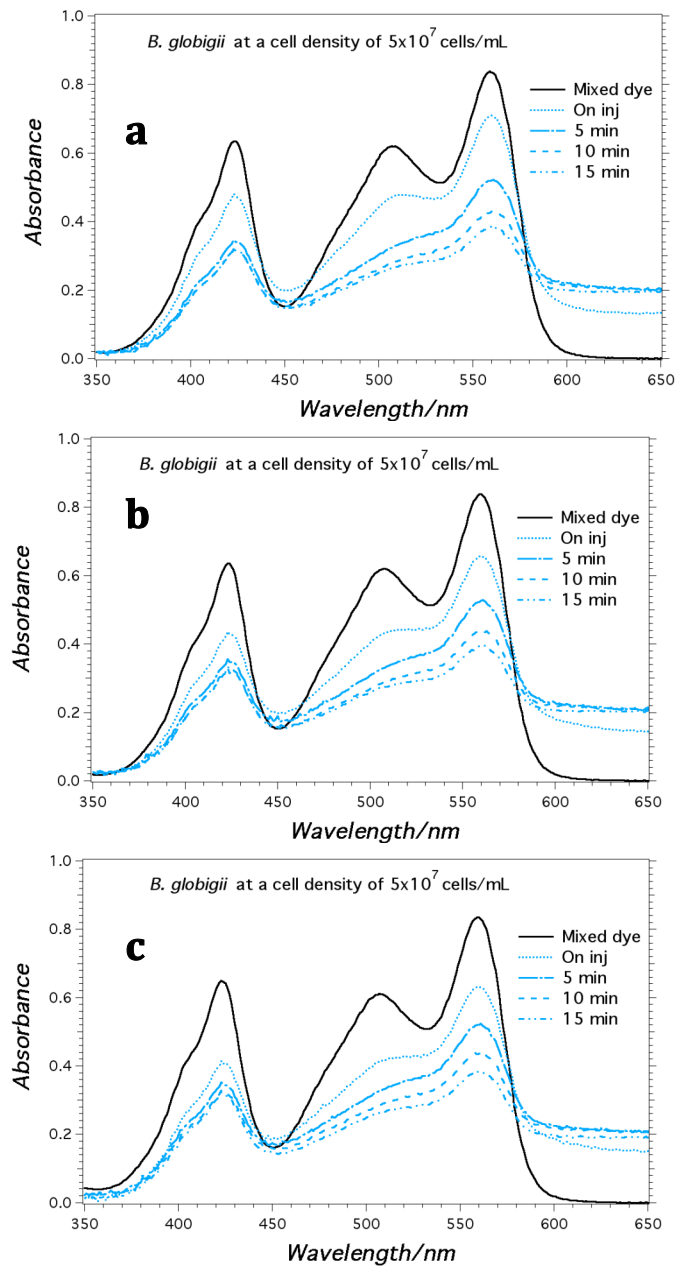 B. globigii at a cell density of 5x10⁷ cells/mL
a
Mixed dye
On inj
5 min
10 min
15 min
Absorbance
1.0
0.8
0.6
0.4
0.2
0.0
350 400 450 500 550 600 650
Wavelength/nm
B. globigii at a cell density of 5x10⁷ cells/mL
b
Mixed dye
On inj
5 min
10 min
15 min
Absorbance
1.0
0.8
0.6
0.4
0.2
0.0
350 400 450 500 550 600 650
Wavelength/nm
B. globigii at a cell density of 5x10⁷ cells/mL
c
Mixed dye
On inj
5 min
10 min
15 min
Absorbance
1.0
0.8
0.6
0.4
0.2
0.0
350 400 450 500 550 600 650
Wavelength/nm